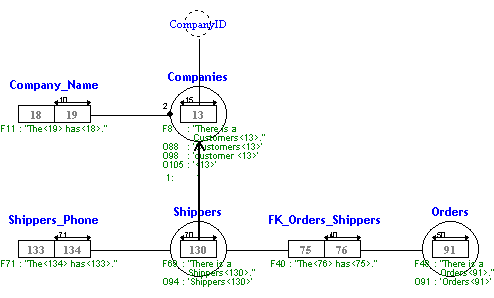 CompanyID
Company_Name
Companies
10
2
15
18 19
13
F11 : "The<19> has<18>."
F8 : "There is a
Customers<13>."
O88 : 'Customers<13>'
O98 : 'customer <13>'
O105 : '<13>'
1:
Shippers_Phone
Shippers
FK_Orders_Shippers
Orders
71
70
40
50
133 134
130
75 76
91
F71 : "The<134> has<133>."
F69 : "There is a
Shippers<130>."
O94 : 'Shippers<130>'
F40 : "The<76> has<75>."
F49 : "There is a
Orders<91>."
O91 : 'Orders<91>'